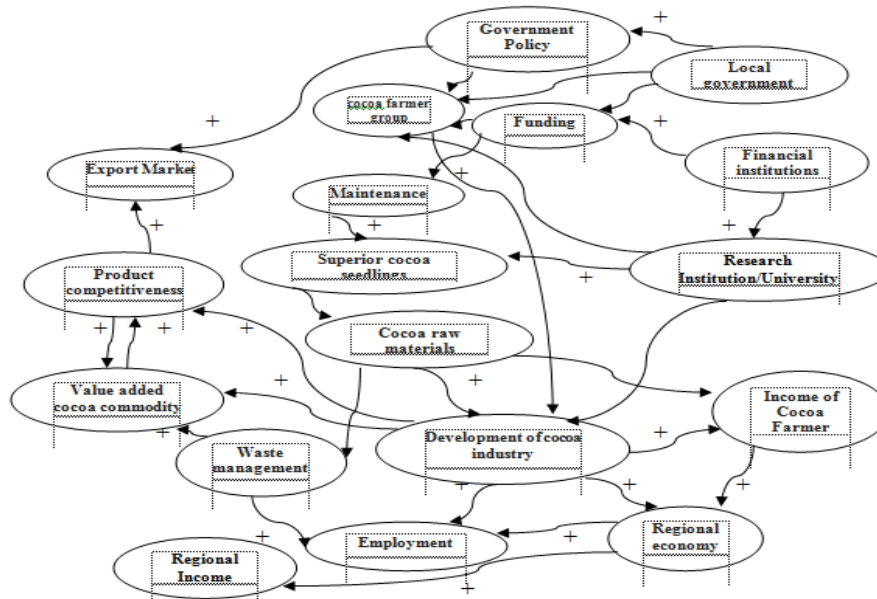 +
Government
Policy
Local
government
cocoa farmer
group
Funding
+
Export Market
Financial
institutions
+
Maintenance
+
+
+
Superior cocoa
seedlings
Research
Institution/University
+
Product
competitiveness
+
+
+
Cocoa raw
materials
Value added
cocoa commodity
+
+
Income of
Cocoa
Farmer
+
Waste
management
Development of cocoa
industry
+
+
+
+
+
Employment
+
Regional
economy
Regional
Income
+